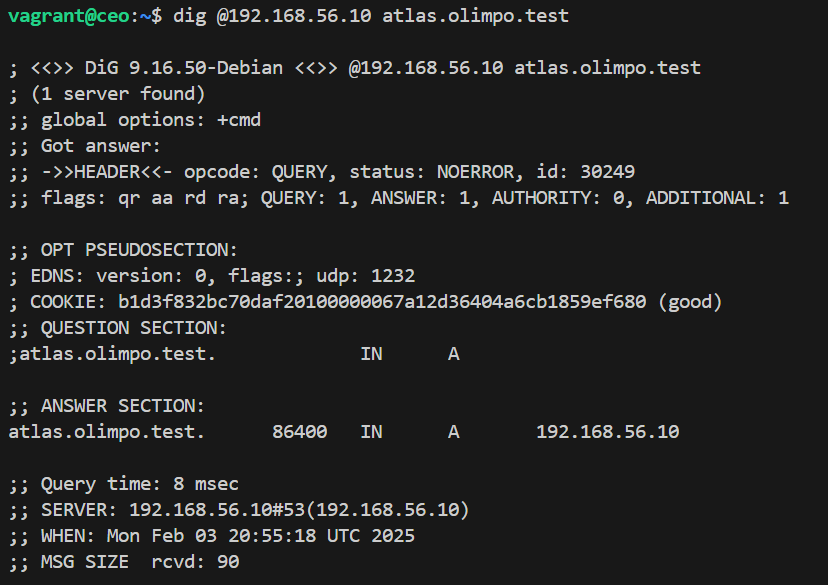 vagrant@ceo:~$ dig @192.168.56.10 atlas.olimpo.test
; <<>> DiG 9.16.50-Debian <<>> @192.168.56.10 atlas.olimpo.test
; (1 server found)
;; global options: +cmd
;; Got answer:
;; ->>HEADER<<- opcode: QUERY, status: NOERROR, id: 30249
;; flags: qr aa rd ra; QUERY: 1, ANSWER: 1, AUTHORITY: 0, ADDITIONAL: 1
;; OPT PSEUDOSECTION:
; EDNS: version: 0, flags:; udp: 1232
; COOKIE: b1d3f832bc70daf20100000067a12d36404a6cb1859ef680 (good)
;; QUESTION SECTION:
;atlas.olimpo.test. IN A
;; ANSWER SECTION:
atlas.olimpo.test. 86400 IN A 192.168.56.10
;; Query time: 8 msec
;; SERVER: 192.168.56.10#53(192.168.56.10)
;; WHEN: Mon Feb 03 20:55:18 UTC 2025
;; MSG SIZE rcvd: 90